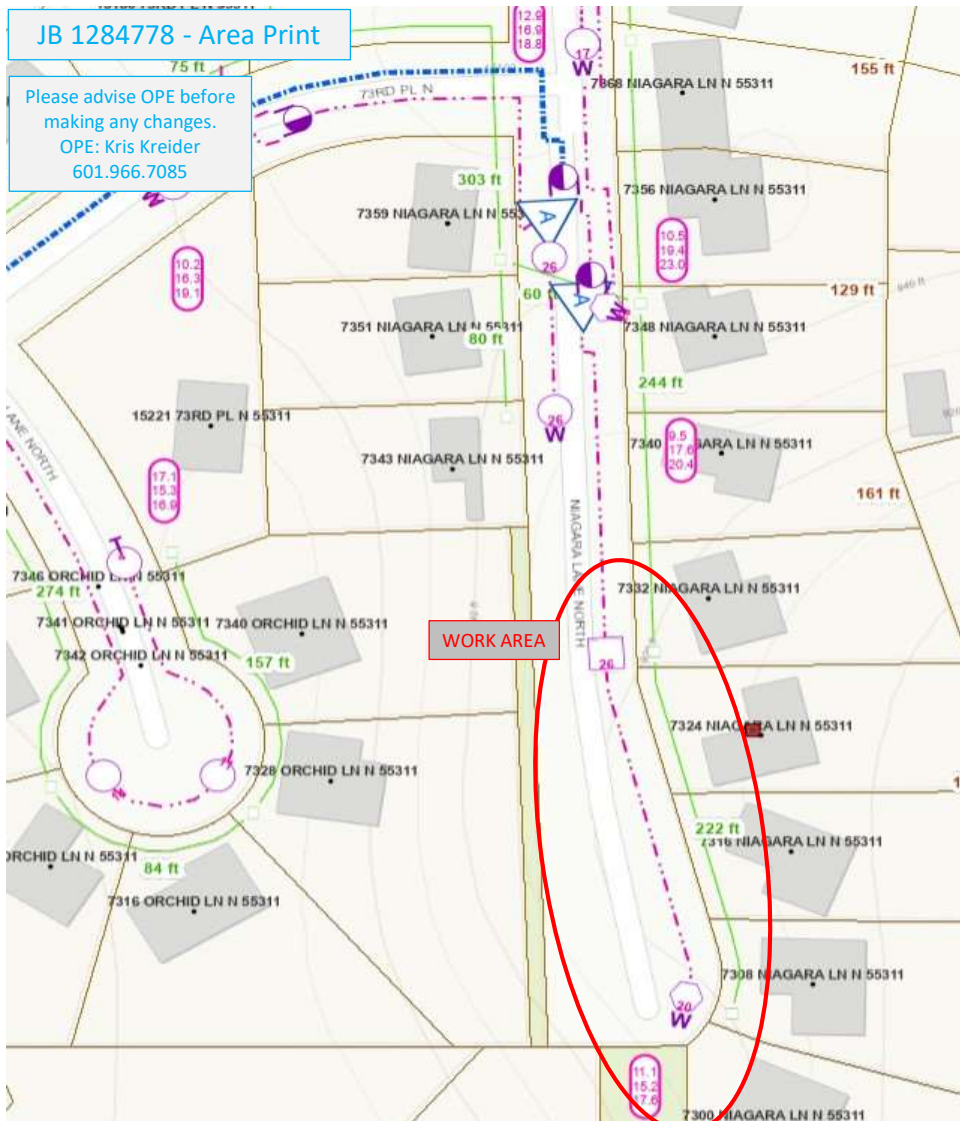 JB 1284778 - Area Print
Please advise OPE before
making any changes.
OPE: Kris Kreider
601.966.7085
75 ft
73RD PL N
12.9
16.9
18.8
17
W
7368 NIAGARA LN N 55311
155 ft
W
303 ft
7359 NIAGARA LN N 553
A
26
7356 NIAGARA LN N 55311
10.5
19.4
23.0
10.2
16.3
19.1
60 ft
A
W
129 ft
7351 NIAGARA LN N 55311
80 ft
7348 NIAGARA LN N 55311
244 ft
15221 73RD PL N 55311
26
W
7343 NIAGARA LN N 55311
7340 NIAGARA LN N 55311
9.5
17.6
20.4
161 ft
LANE NORTH
17.1
15.3
16.9
NIAGARA LANE NORTH
7346 ORCHID LN N 55311
274 ft
7341 ORCHID LN N 55311
7340 ORCHID LN N 55311
7342 ORCHID LN N 55311
157 ft
7332 NIAGARA LN N 55311
WORK AREA
26
7324 NIAGARA LN N 55311
7328 ORCHID LN N 55311
222 ft
7316 NIAGARA LN N 55311
ORCHID LN N 55311
84 ft
7316 ORCHID LN N 55311
7308 NIAGARA LN N 55311
20
W
11.1
15.2
17.6
7300 NIAGARA LN N 55311